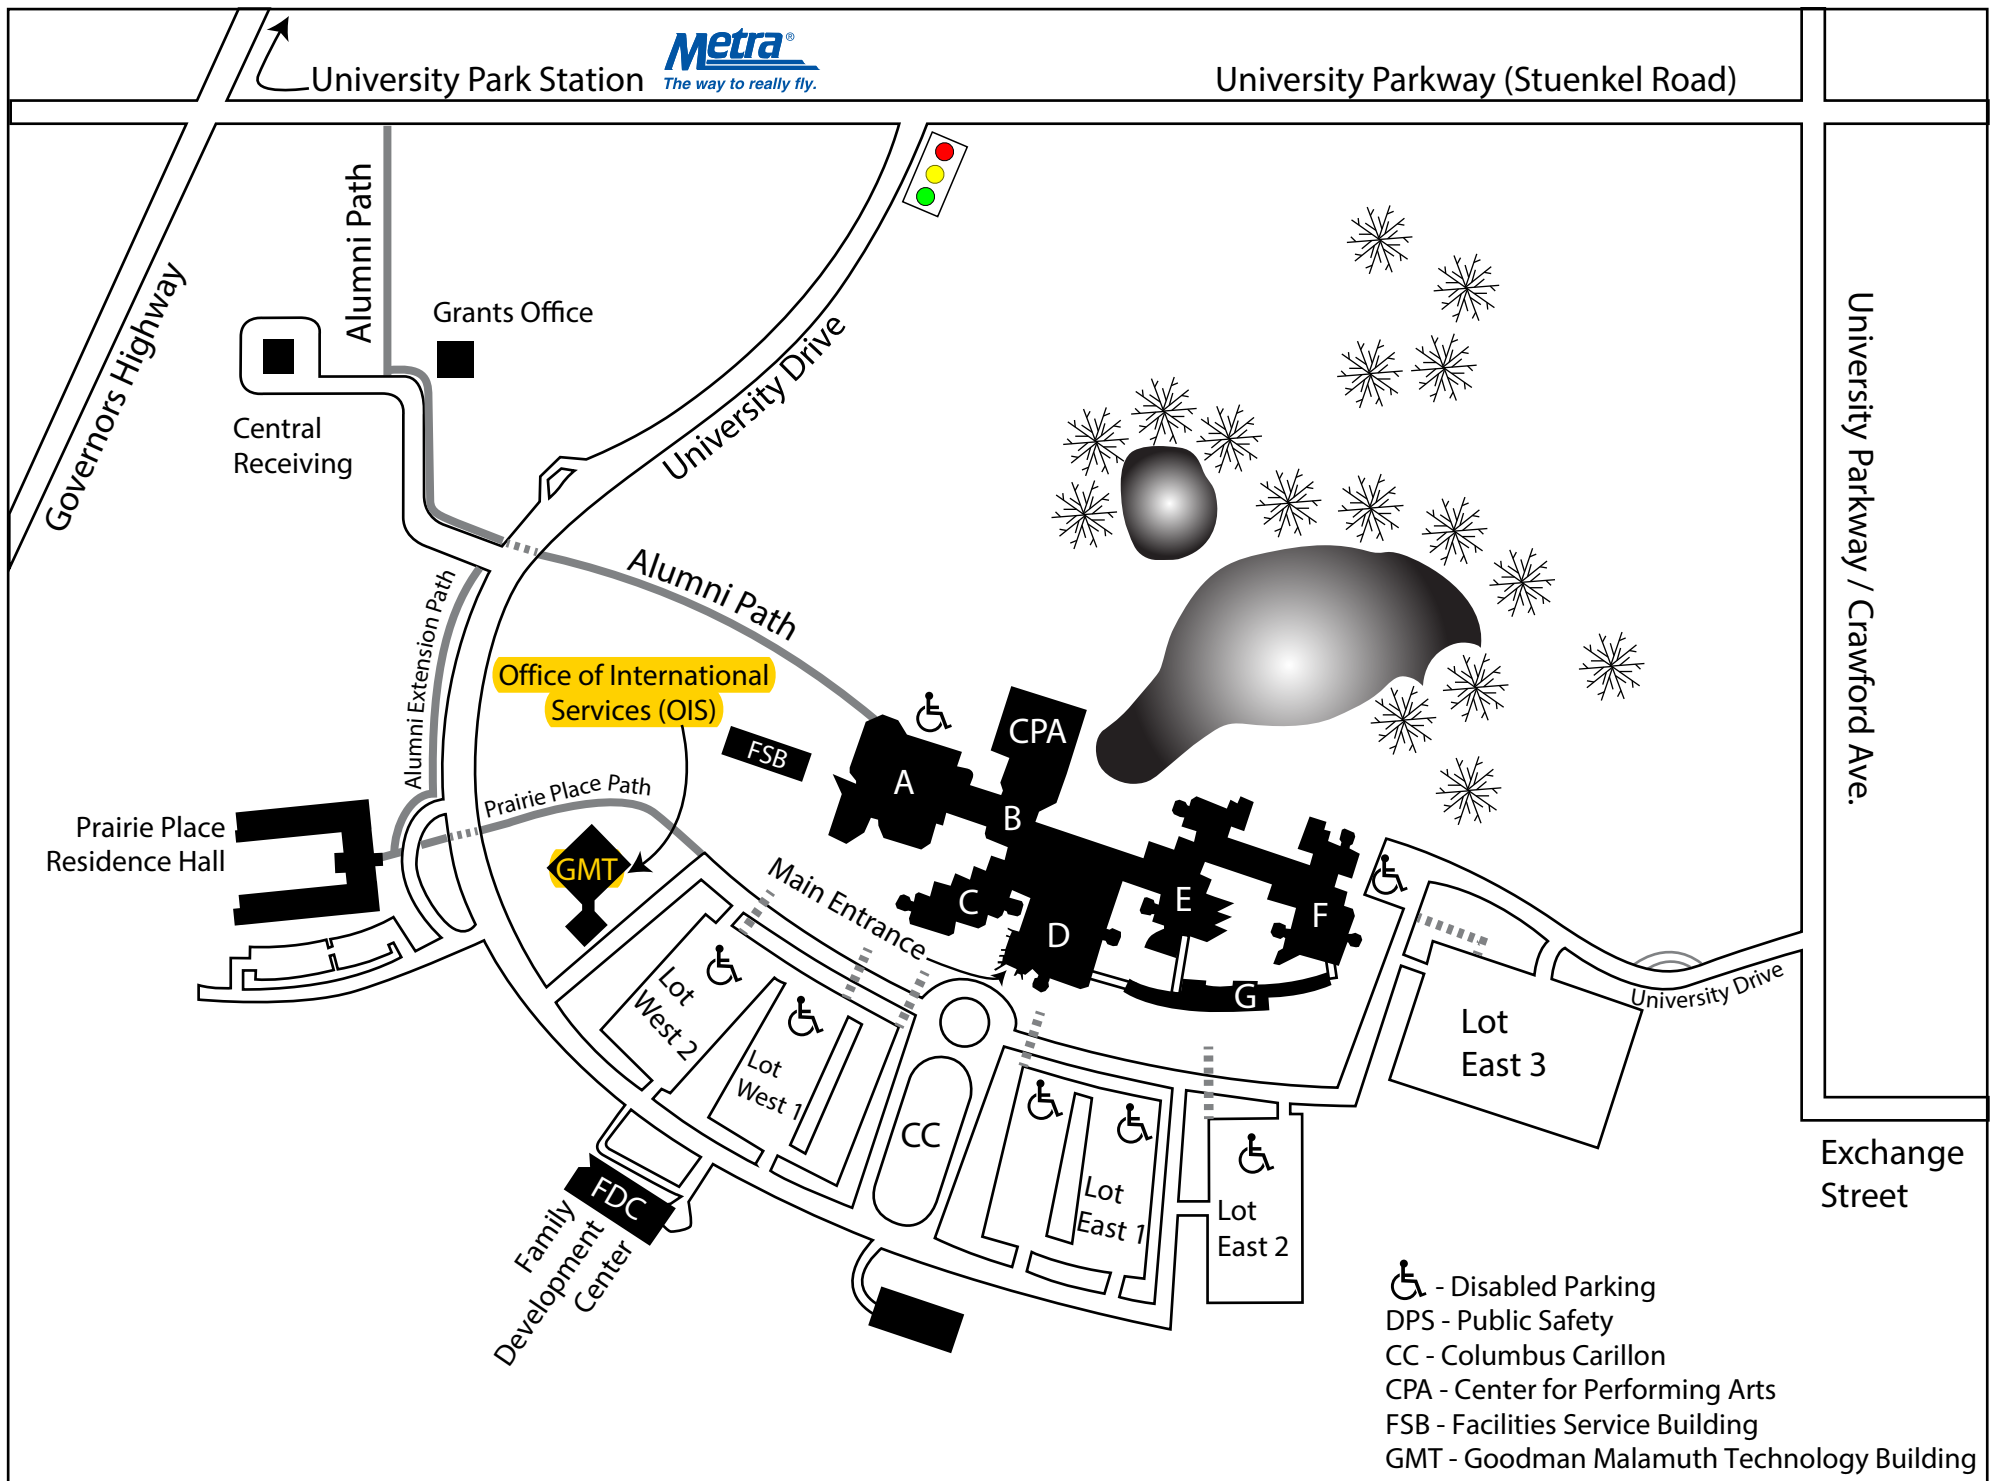 Metra®
The way to really fly.
University Park Station
University Parkway (Stuenkel Road)
Alumni Path
Grants Office
Governors Highway
University Drive
Central
Receiving
University Parkway / Crawford Ave.
Alumni Path
Alumni Extension Path
Office of International
Services (OIS)
CPA
FSB
A
B
Prairie Place Path
Prairie Place
Residence Hall
GMT
Main Entrance
C
D
E
F
G
University Drive
Lot
West 2
Lot
West 1
Lot
East 3
CC
Lot
East 1
Lot
East 2
Exchange
Street
FDC
Family
Development
Center
- Disabled Parking
DPS - Public Safety
CC - Columbus Carillon
CPA - Center for Performing Arts
FSB - Facilities Service Building
GMT - Goodman Malamuth Technology Building